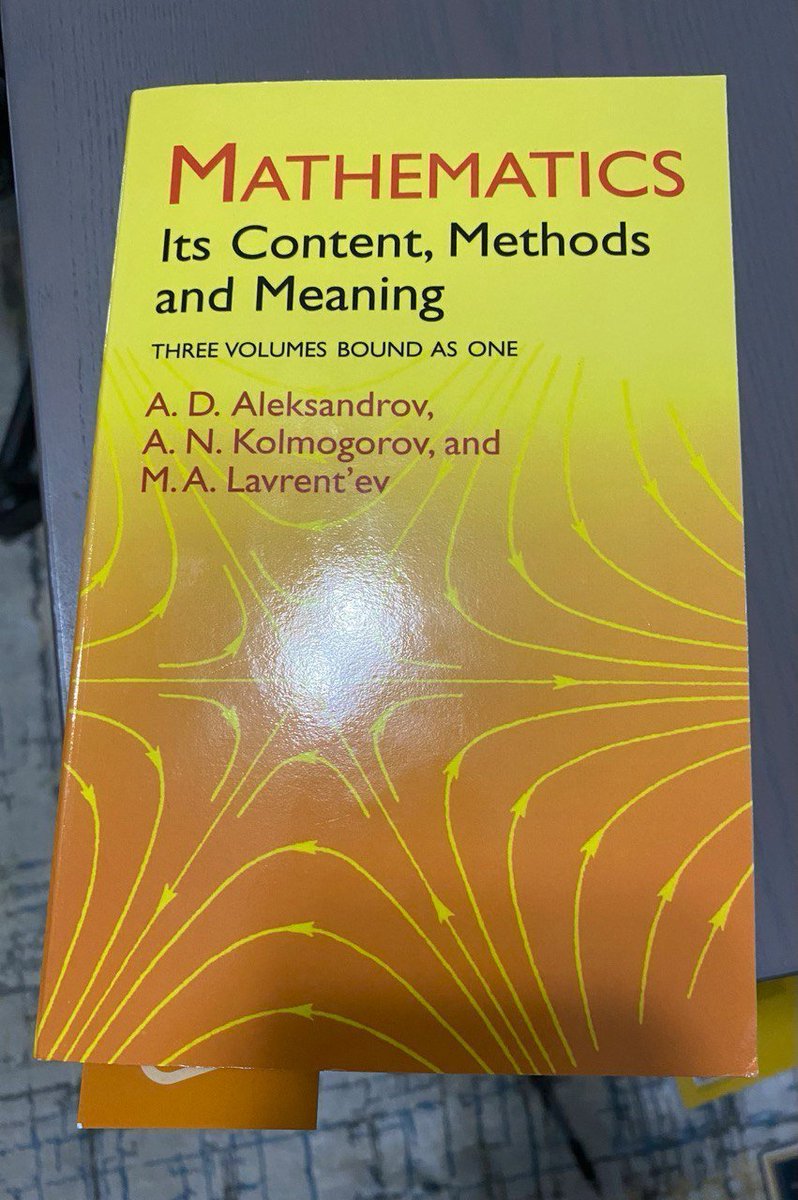 MATHEMATICS
Its Content, Methods
and Meaning
THREE VOLUMES BOUND AS ONE
A. D. Aleksandrov,
A. N. Kolmogorov, and
M. A. Lavrent'ev